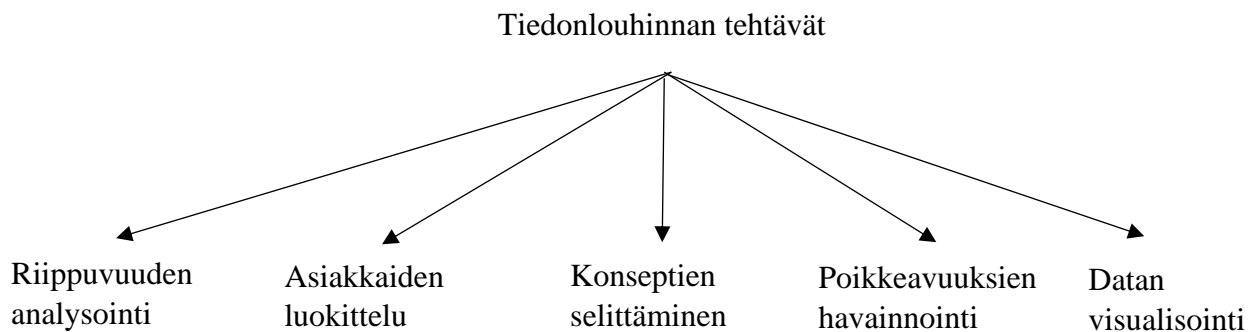 Tiedonlouhinnan tehtävät
Riippuvuuden
analysointi
Asiakkaiden
luokittelu
Konseptien
selittäminen
Poikkeavuuksien
havainnointi
Datan
visualisointi